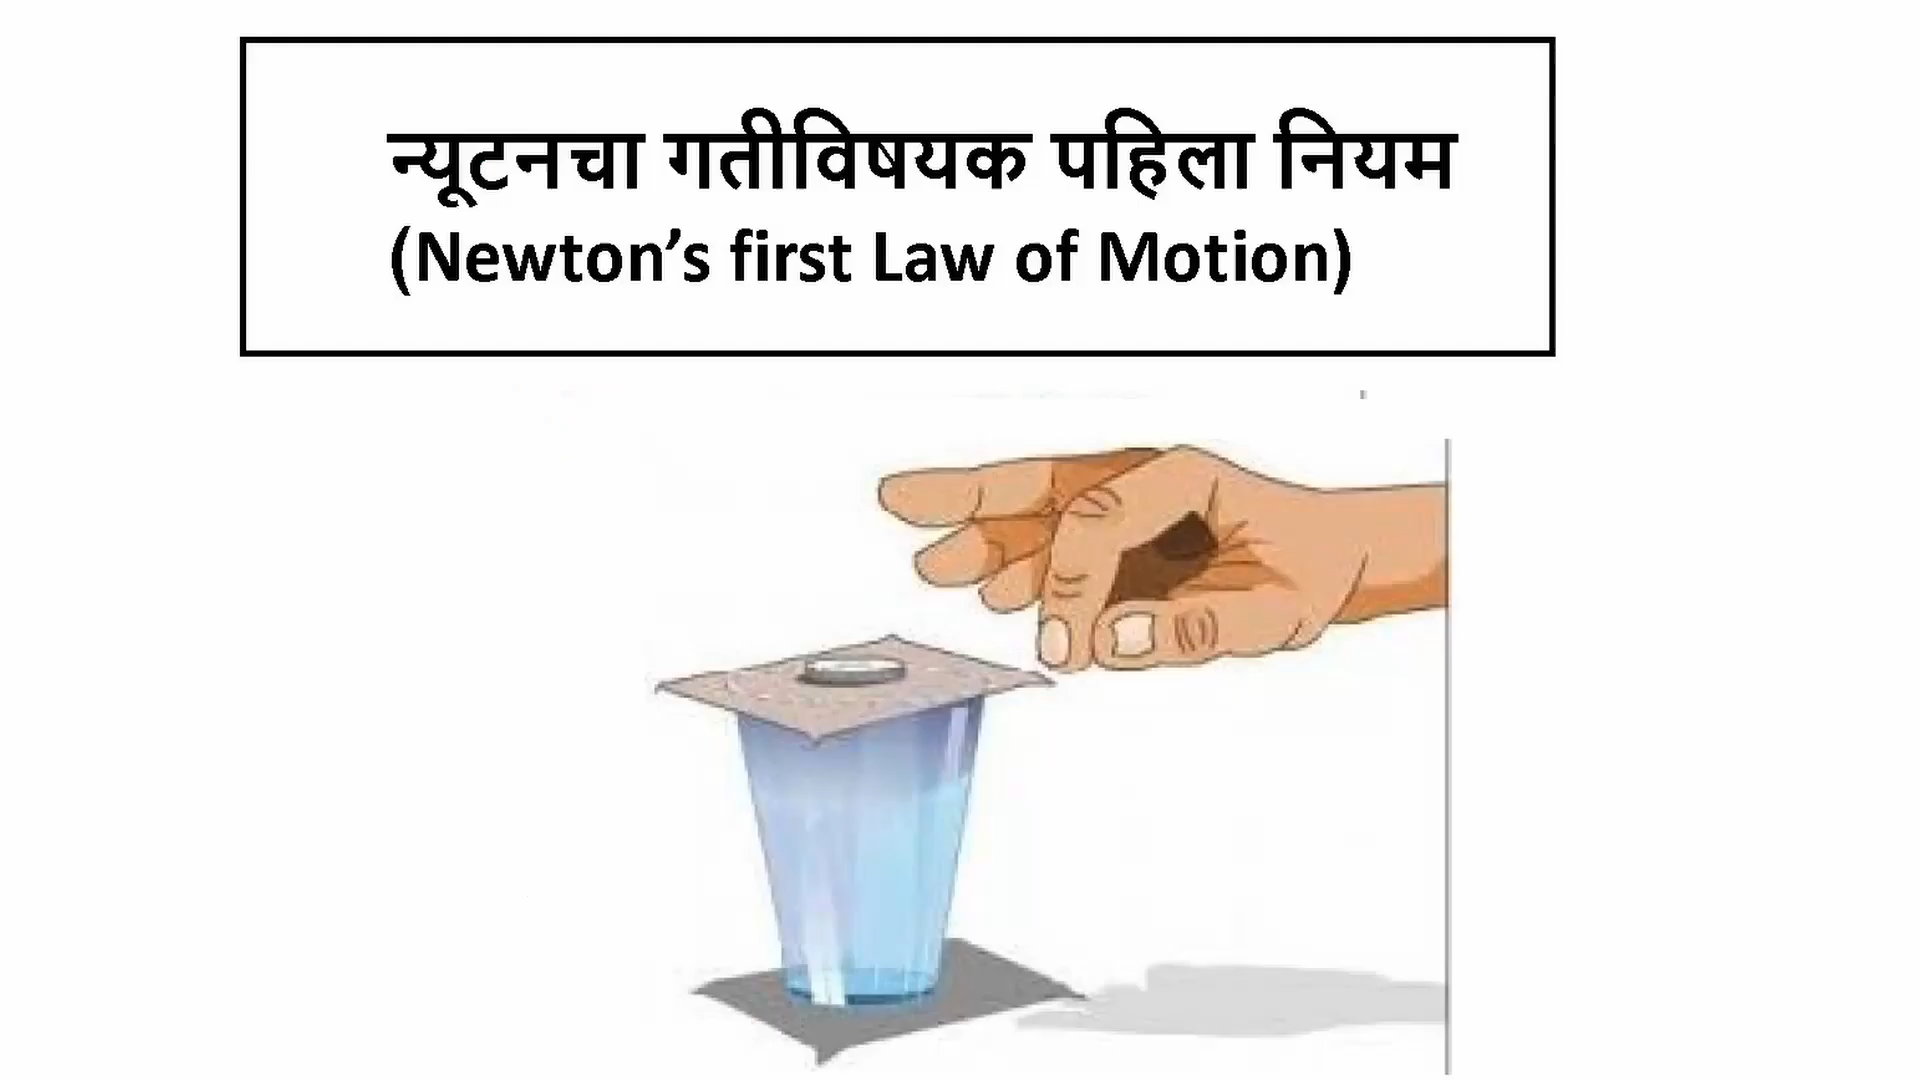 न्यूटनचा गतीविषयक पहिला नियम
(Newton’s first Law of Motion)